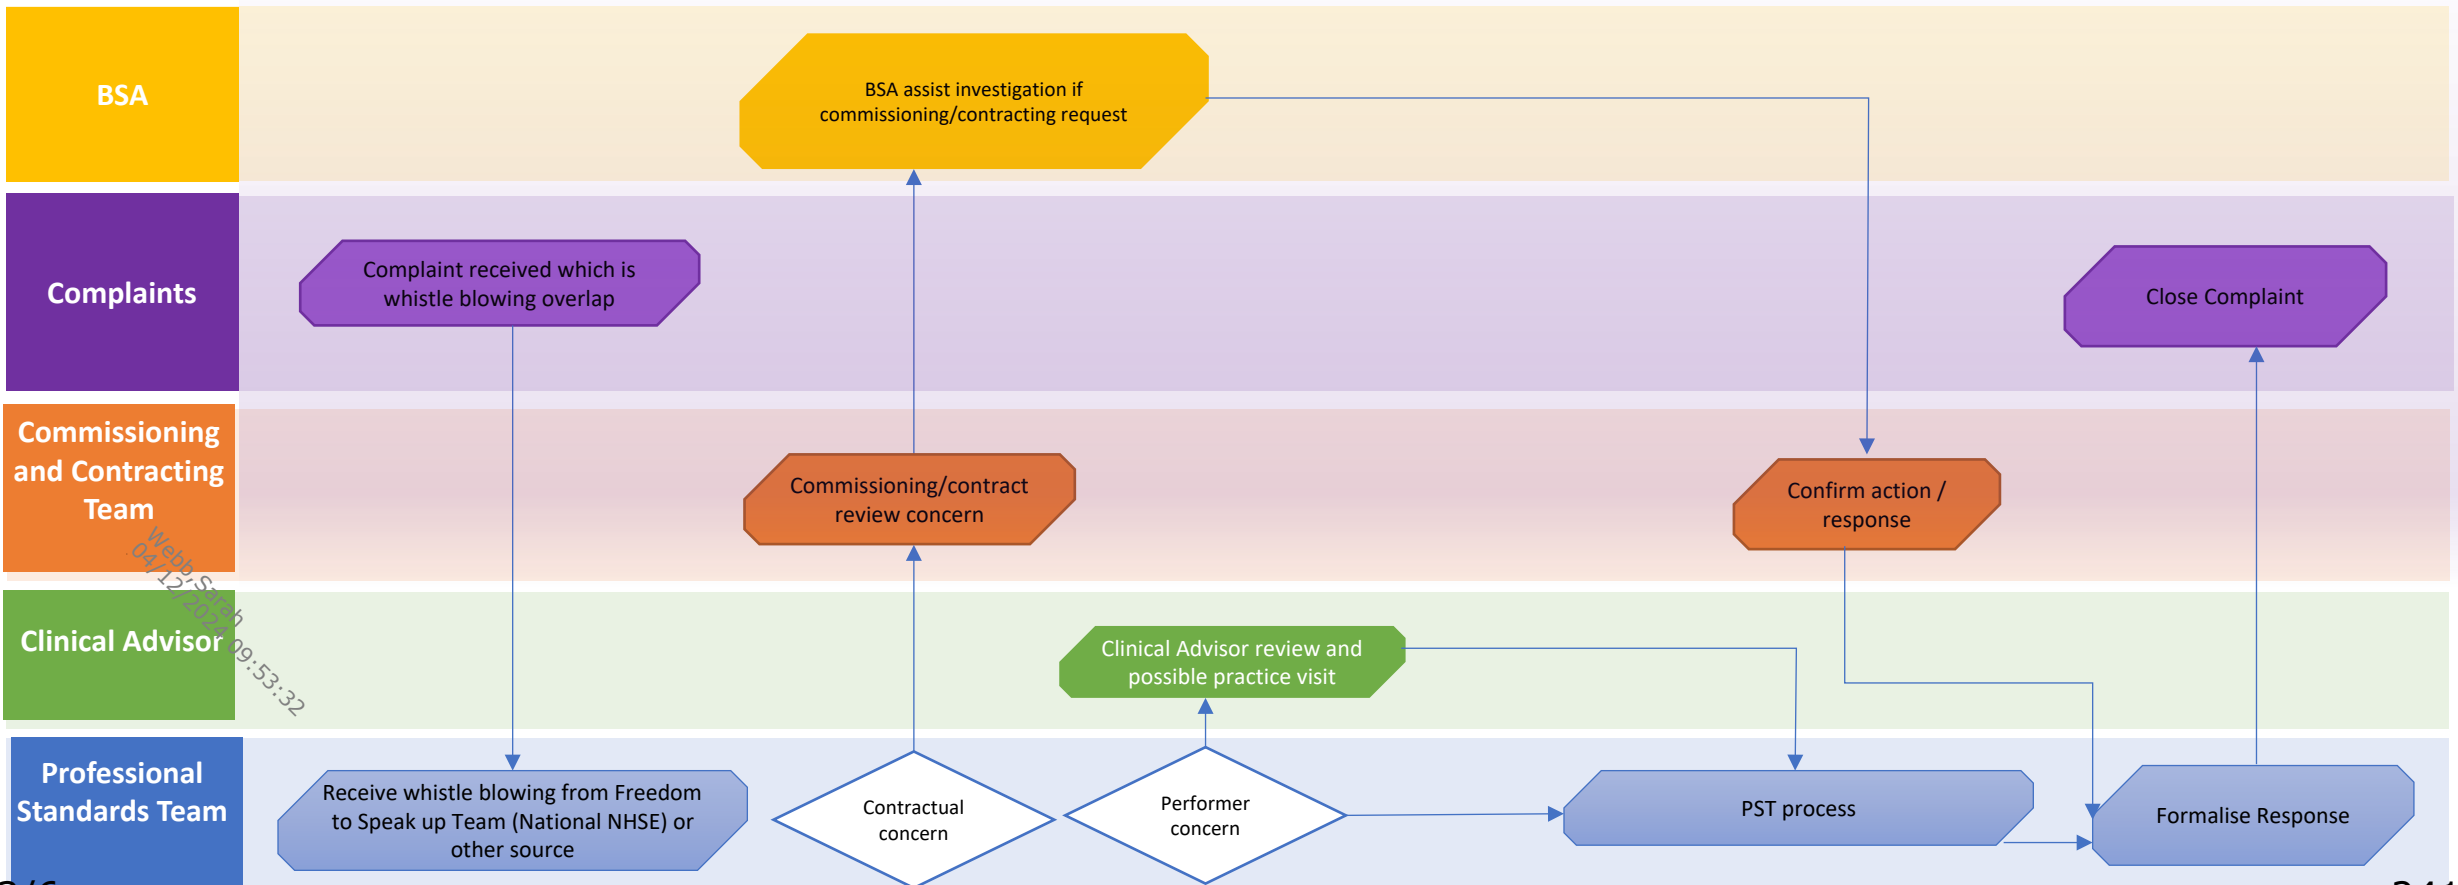 BSA
BSA assist investigation if
commissioning/contracting request
Complaints
Complaint received which is
whistle blowing overlap
Close Complaint
Commissioning
and Contracting
Team
Commissioning/contract
review concern
Confirm action /
response
Webb,Sarah
04/12/2024 09:53:32
Clinical Advisor
Clinical Advisor review and
possible practice visit
Professional
Standards Team
Receive whistle blowing from Freedom
to Speak up Team (National NHSE) or
other source
Contractual
concern
Performer
concern
PST process
Formalise Response